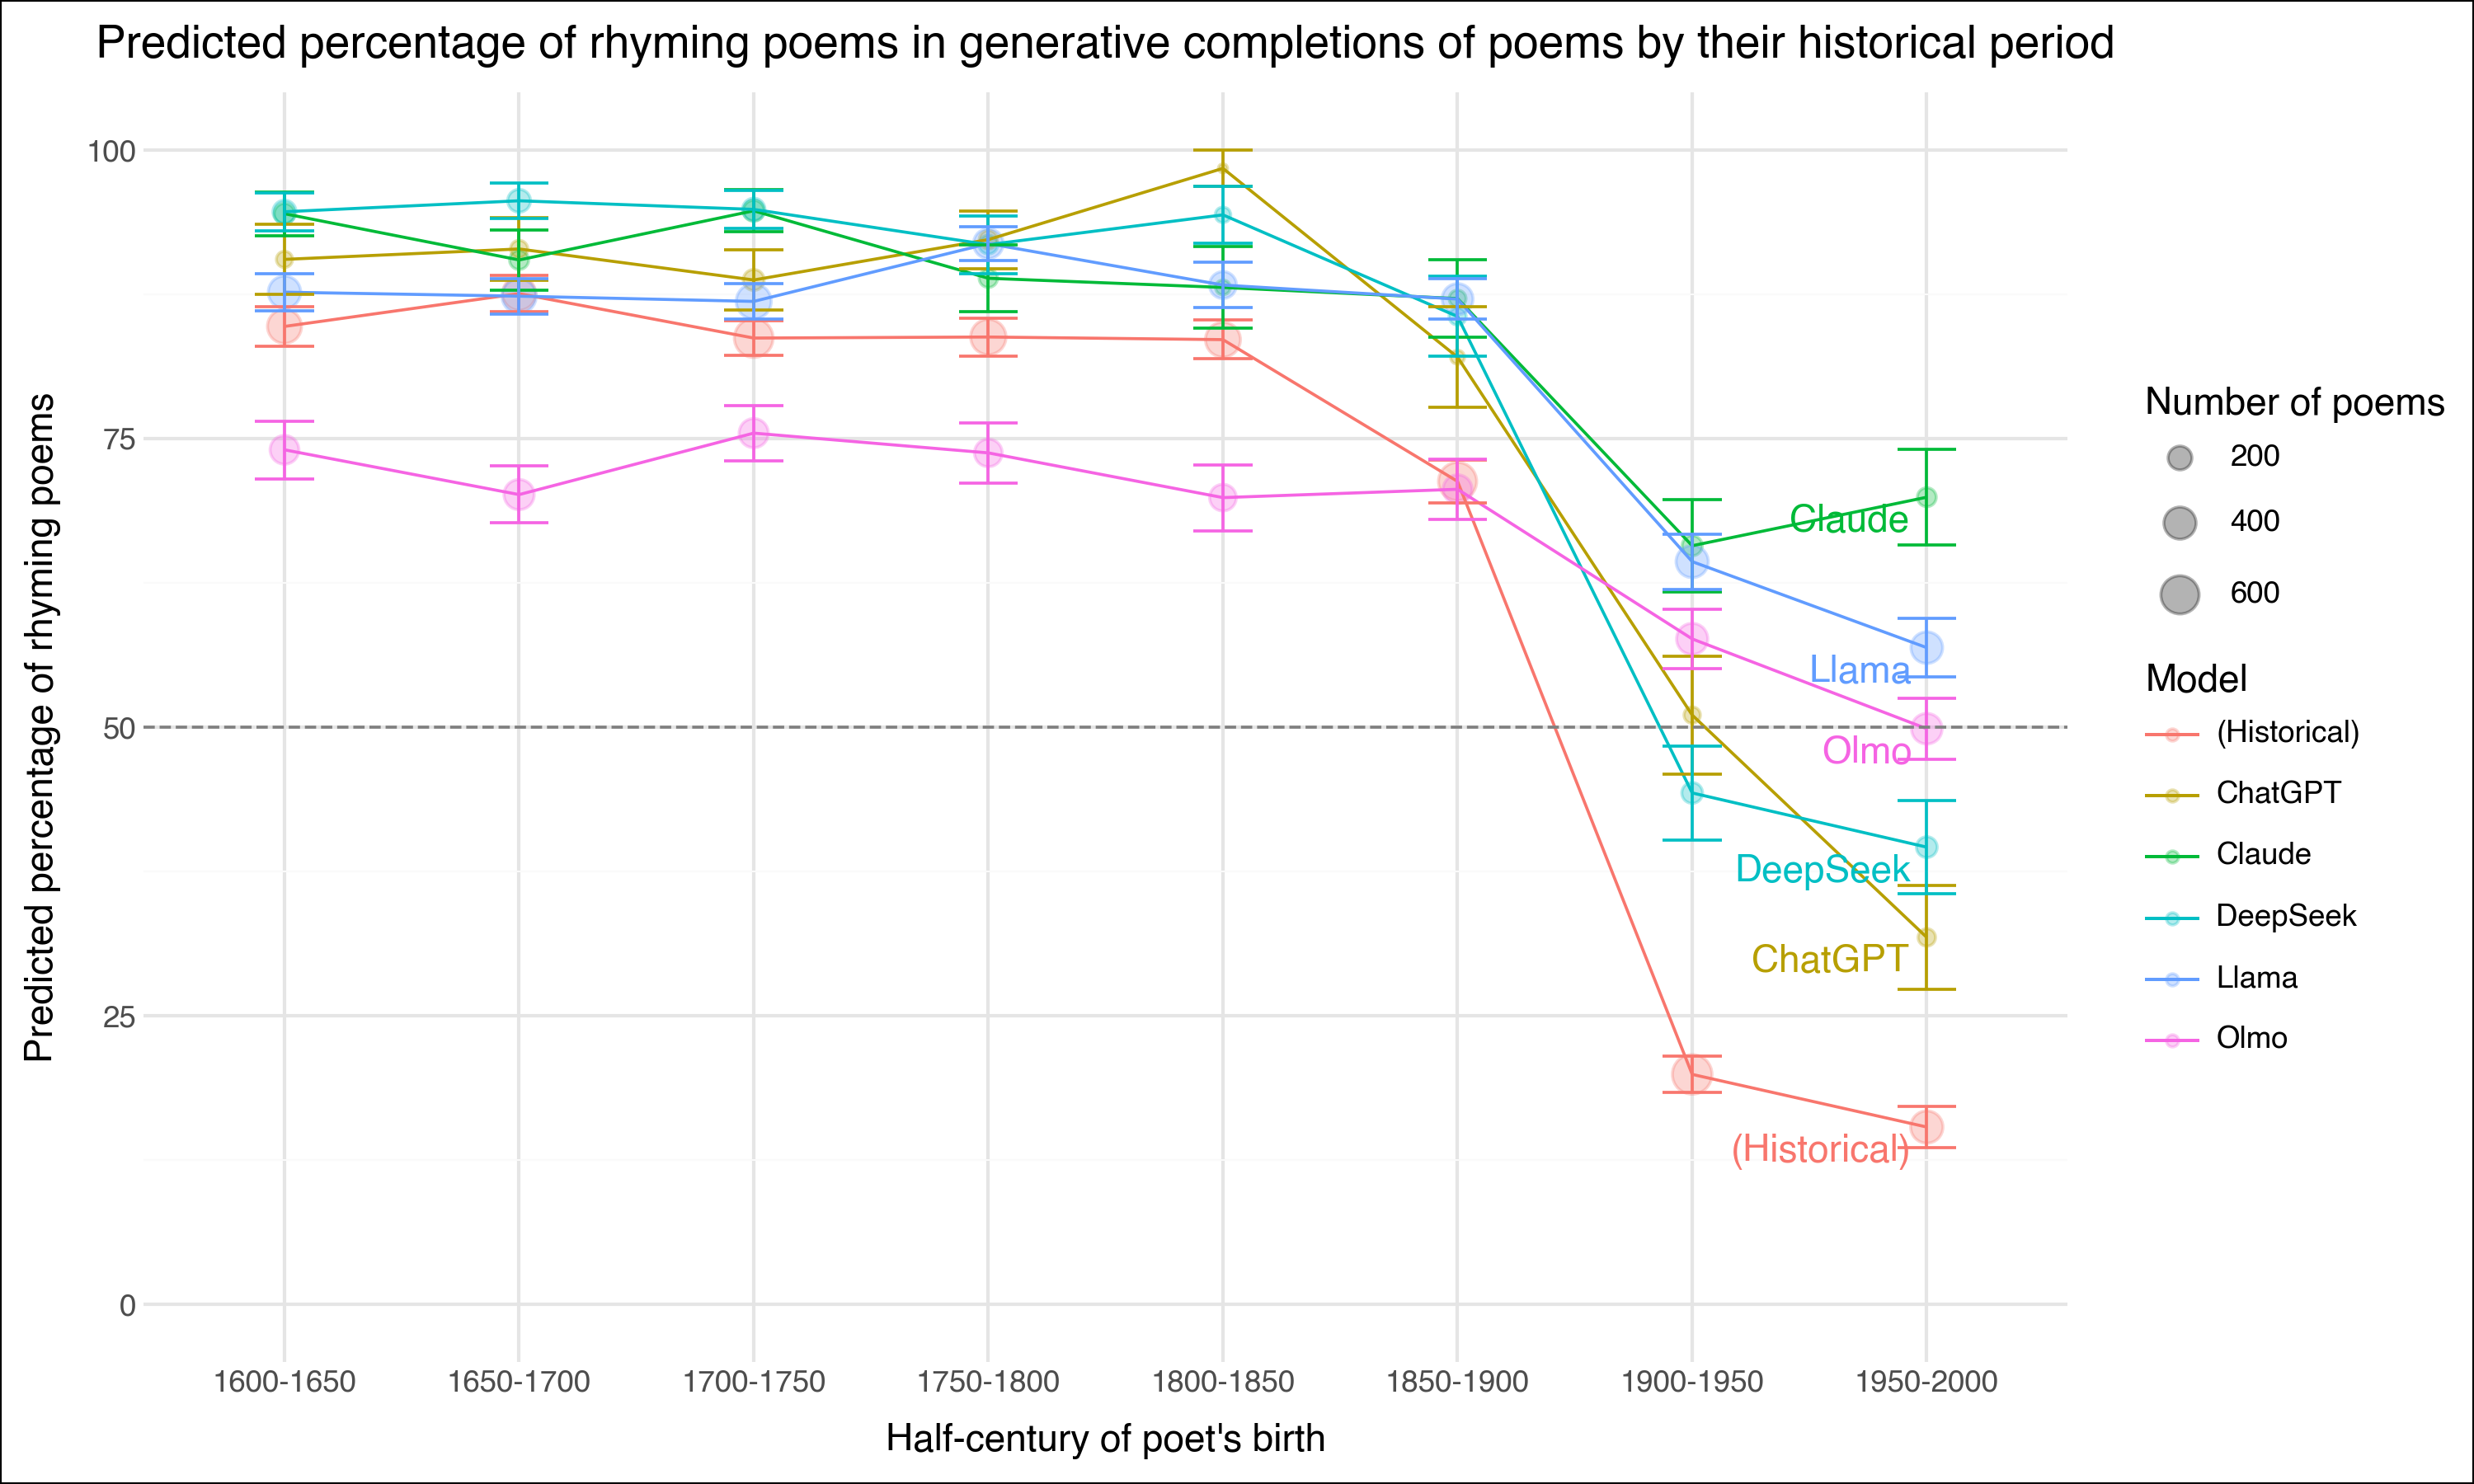 Predicted percentage of rhyming poems in generative completions of poems by their historical period
Predicted percentage of rhyming poems
100
75
50
25
0
Claude
Llama
Olmo
DeepSeek
ChatGPT
(Historical)
1600-1650
1650-1700
1700-1750
1750-1800
1800-1850
1850-1900
1900-1950
1950-2000
Half-century of poet's birth
Number of poems
200
400
600
Model
(Historical)
ChatGPT
Claude
DeepSeek
Llama
Olmo